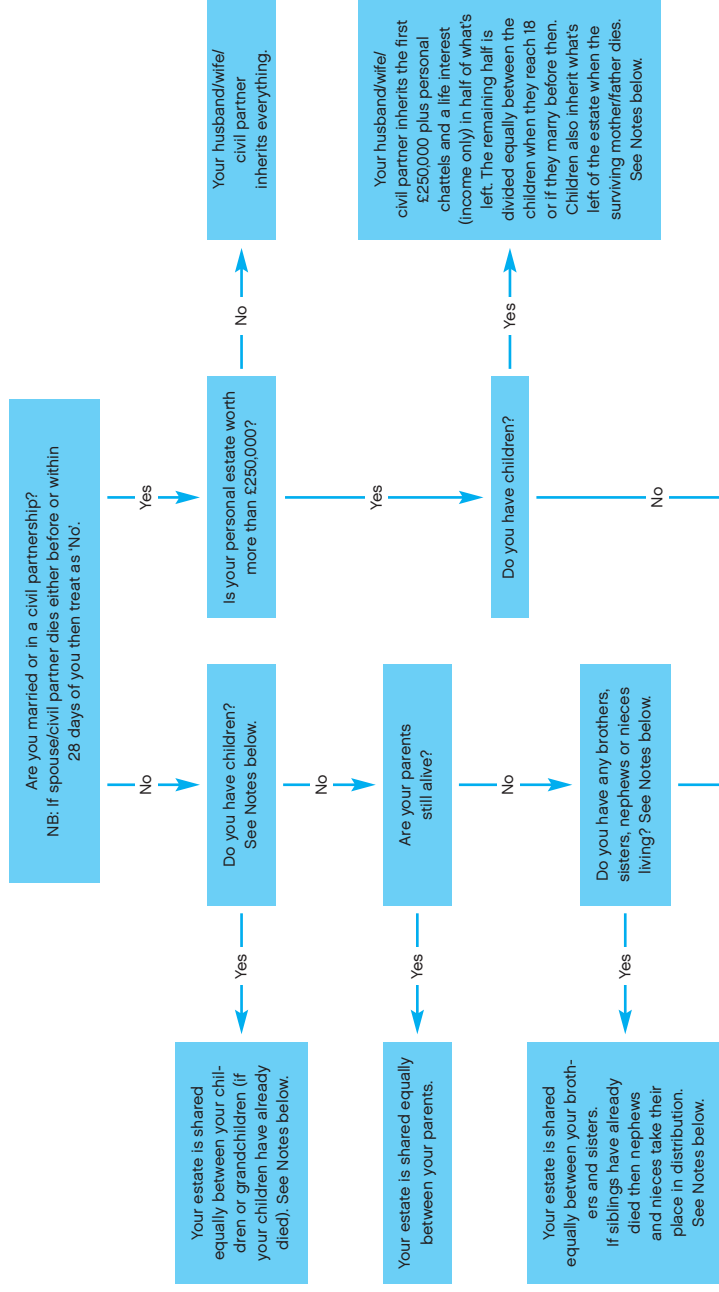 Are you married or in a civil partnership?
NB: If spouse/civil partner dies either before or within
28 days of you then treat as 'No'.
No
Yes
Your estate is shared
equally between your chil-
dren or grandchildren (if
your children have already
died). See Notes below.
Yes
Do you have children?
See Notes below.
Is your personal estate worth
more than £250,000?
No
Your husband/wife/
civil partner
inherits everything.
No
Yes
Your estate is shared equally
between your parents.
Yes
Are your parents
still alive?
Do you have children?
Yes
Your husband/wife/
civil partner inherits the first
£250,000 plus personal
chattels and a life interest
(income only) in half of what's
left. The remaining half is
divided equally between the
children when they reach 18
or if they marry before then.
Children also inherit what's
left of the estate when the
surviving mother/father dies.
See Notes below.
No
Your estate is shared
equally between your broth-
ers and sisters.
If siblings have already
died then nephews
and nieces take their
place in distribution.
See Notes below.
Yes
Do you have any brothers,
sisters, nephews or nieces
living? See Notes below.
No